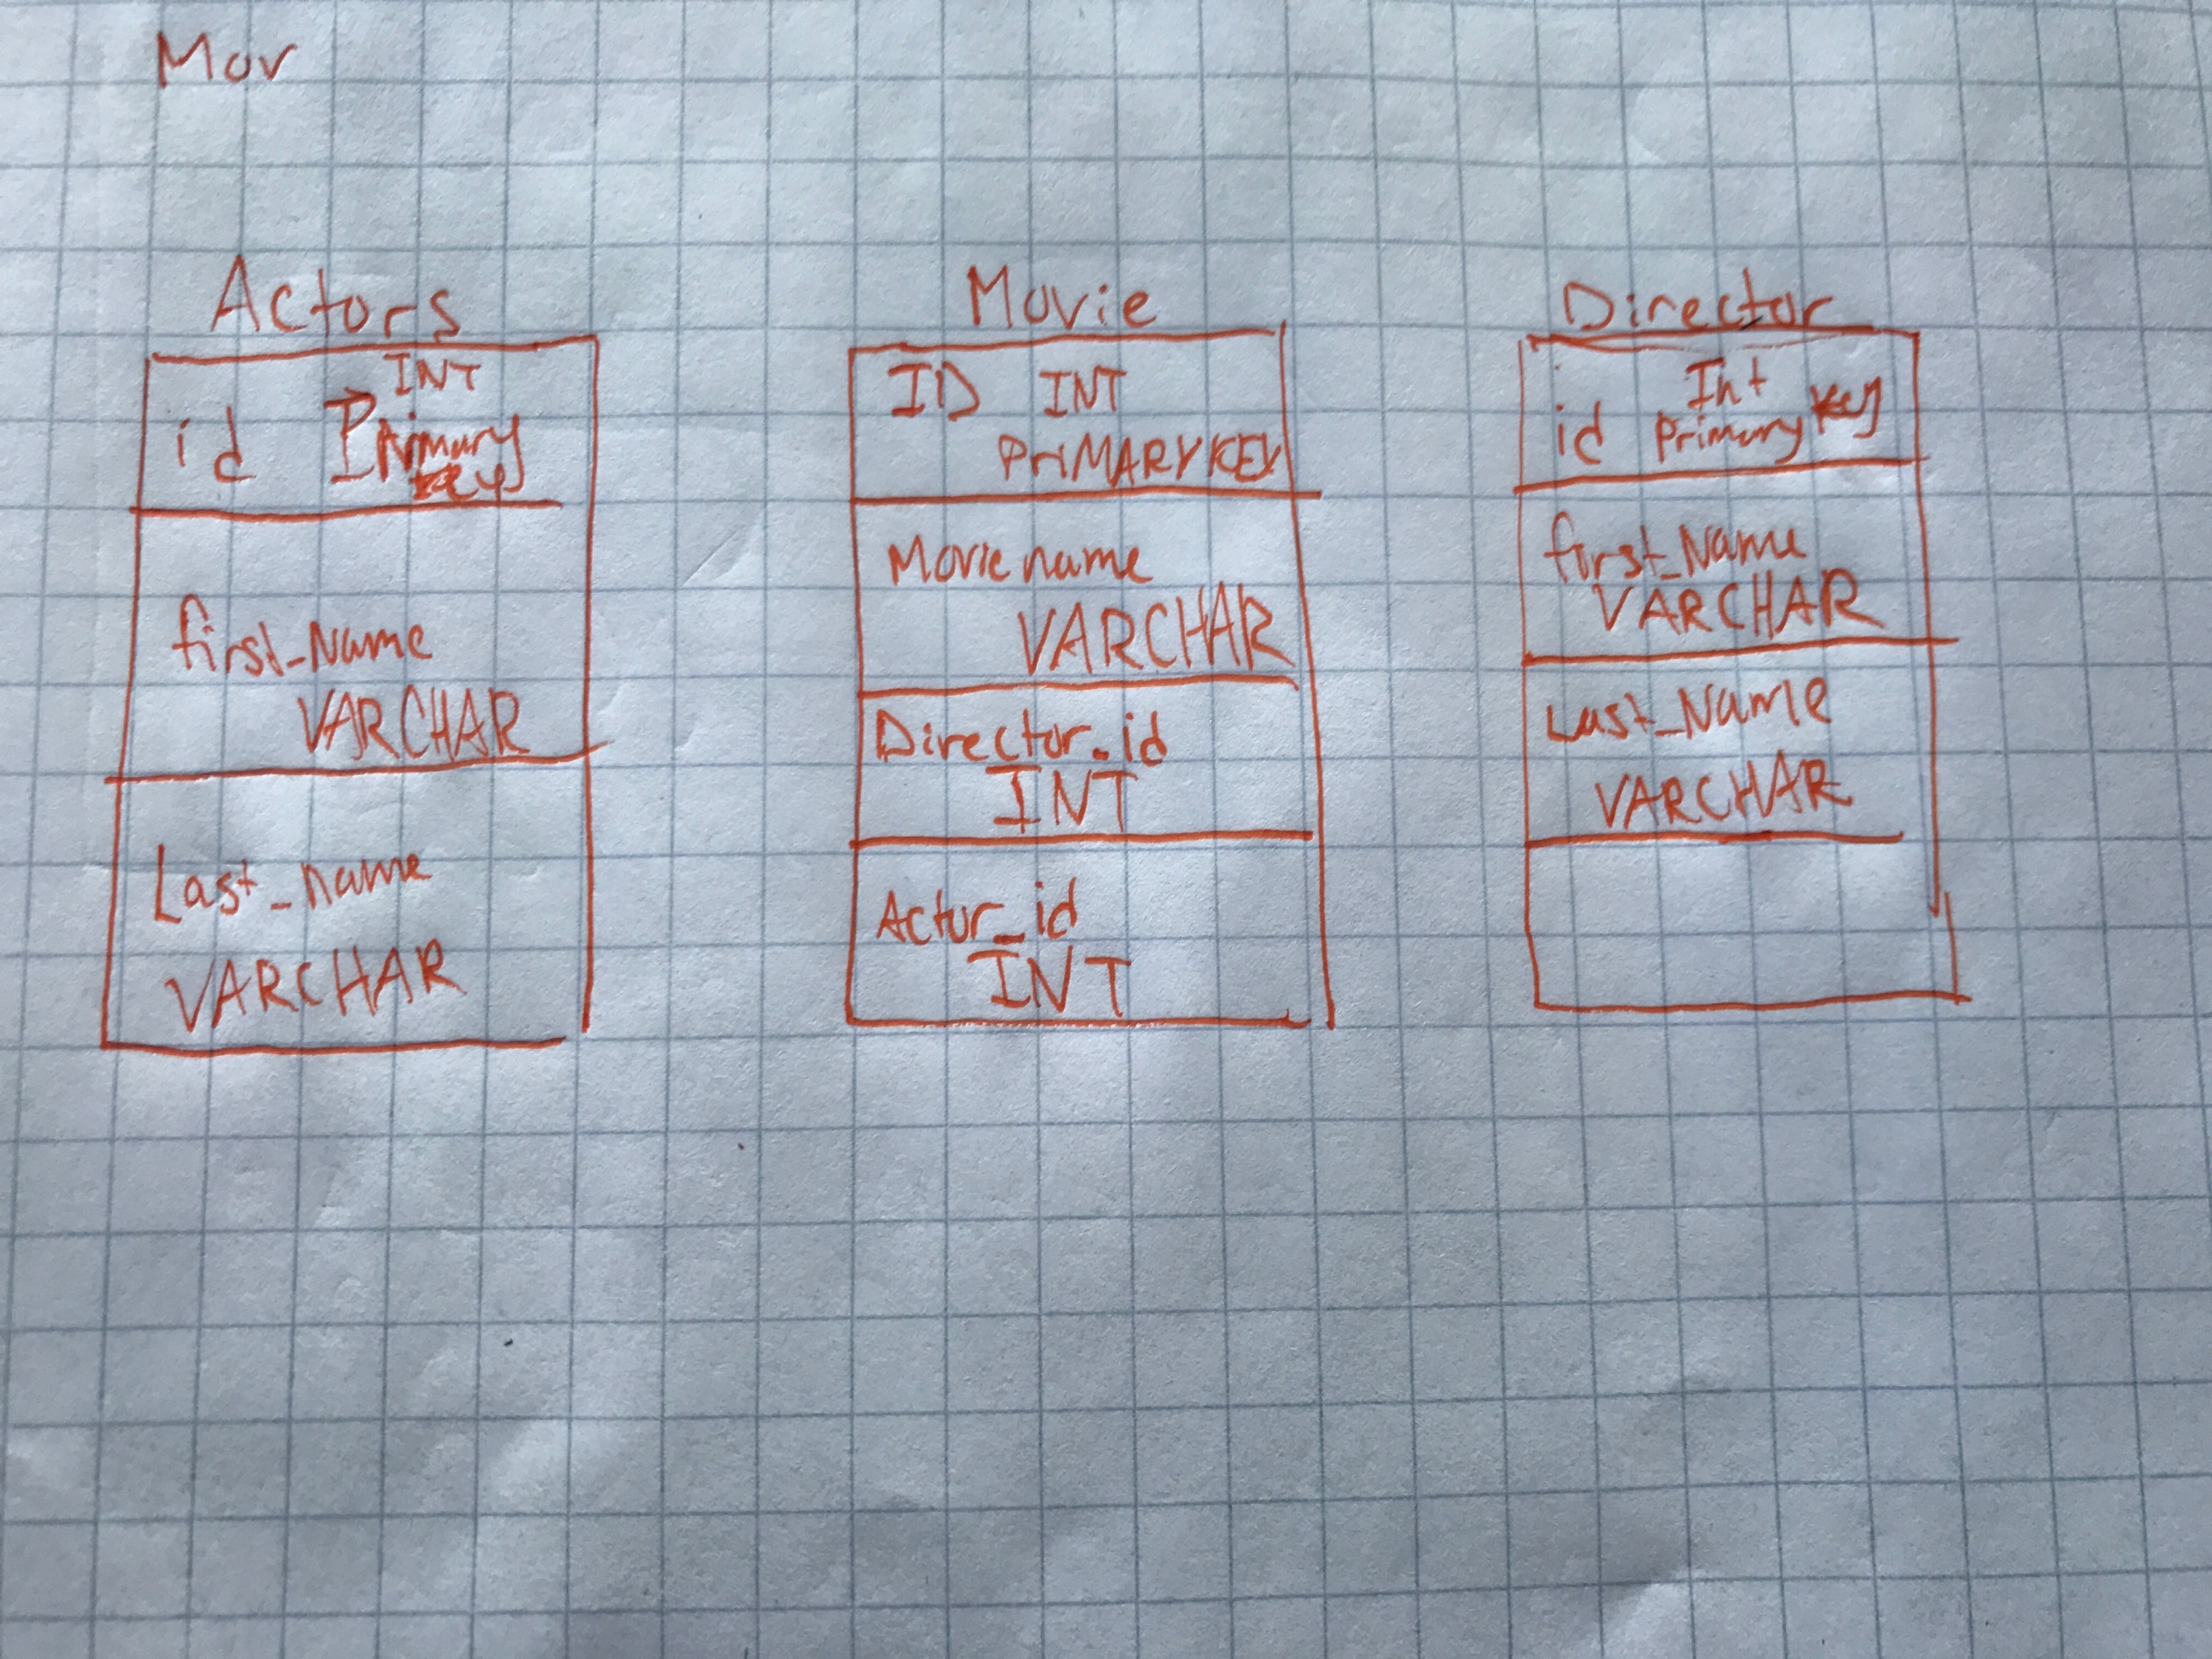 Mov
Actors
INT
id Primary
Key
first_Name
VARCHAR
Last_name
VARCHAR
Movie
ID INT
PriMARY KEY
Movie name
VARCHAR
Director_id
INT
Actor_id
INT
Director
Int
id Primary Key
first_Name
VARCHAR
Last_Name
VARCHAR